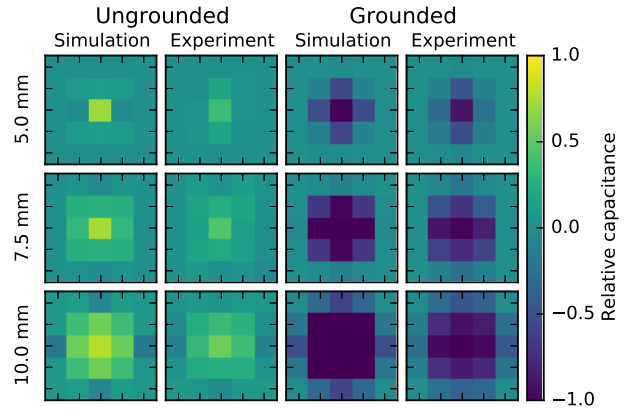 Ungrounded Grounded
Simulation Experiment Simulation Experiment
5.0 mm
7.5 mm
10.0 mm
1.0
0.5
0.0
−0.5
−1.0
Relative capacitance